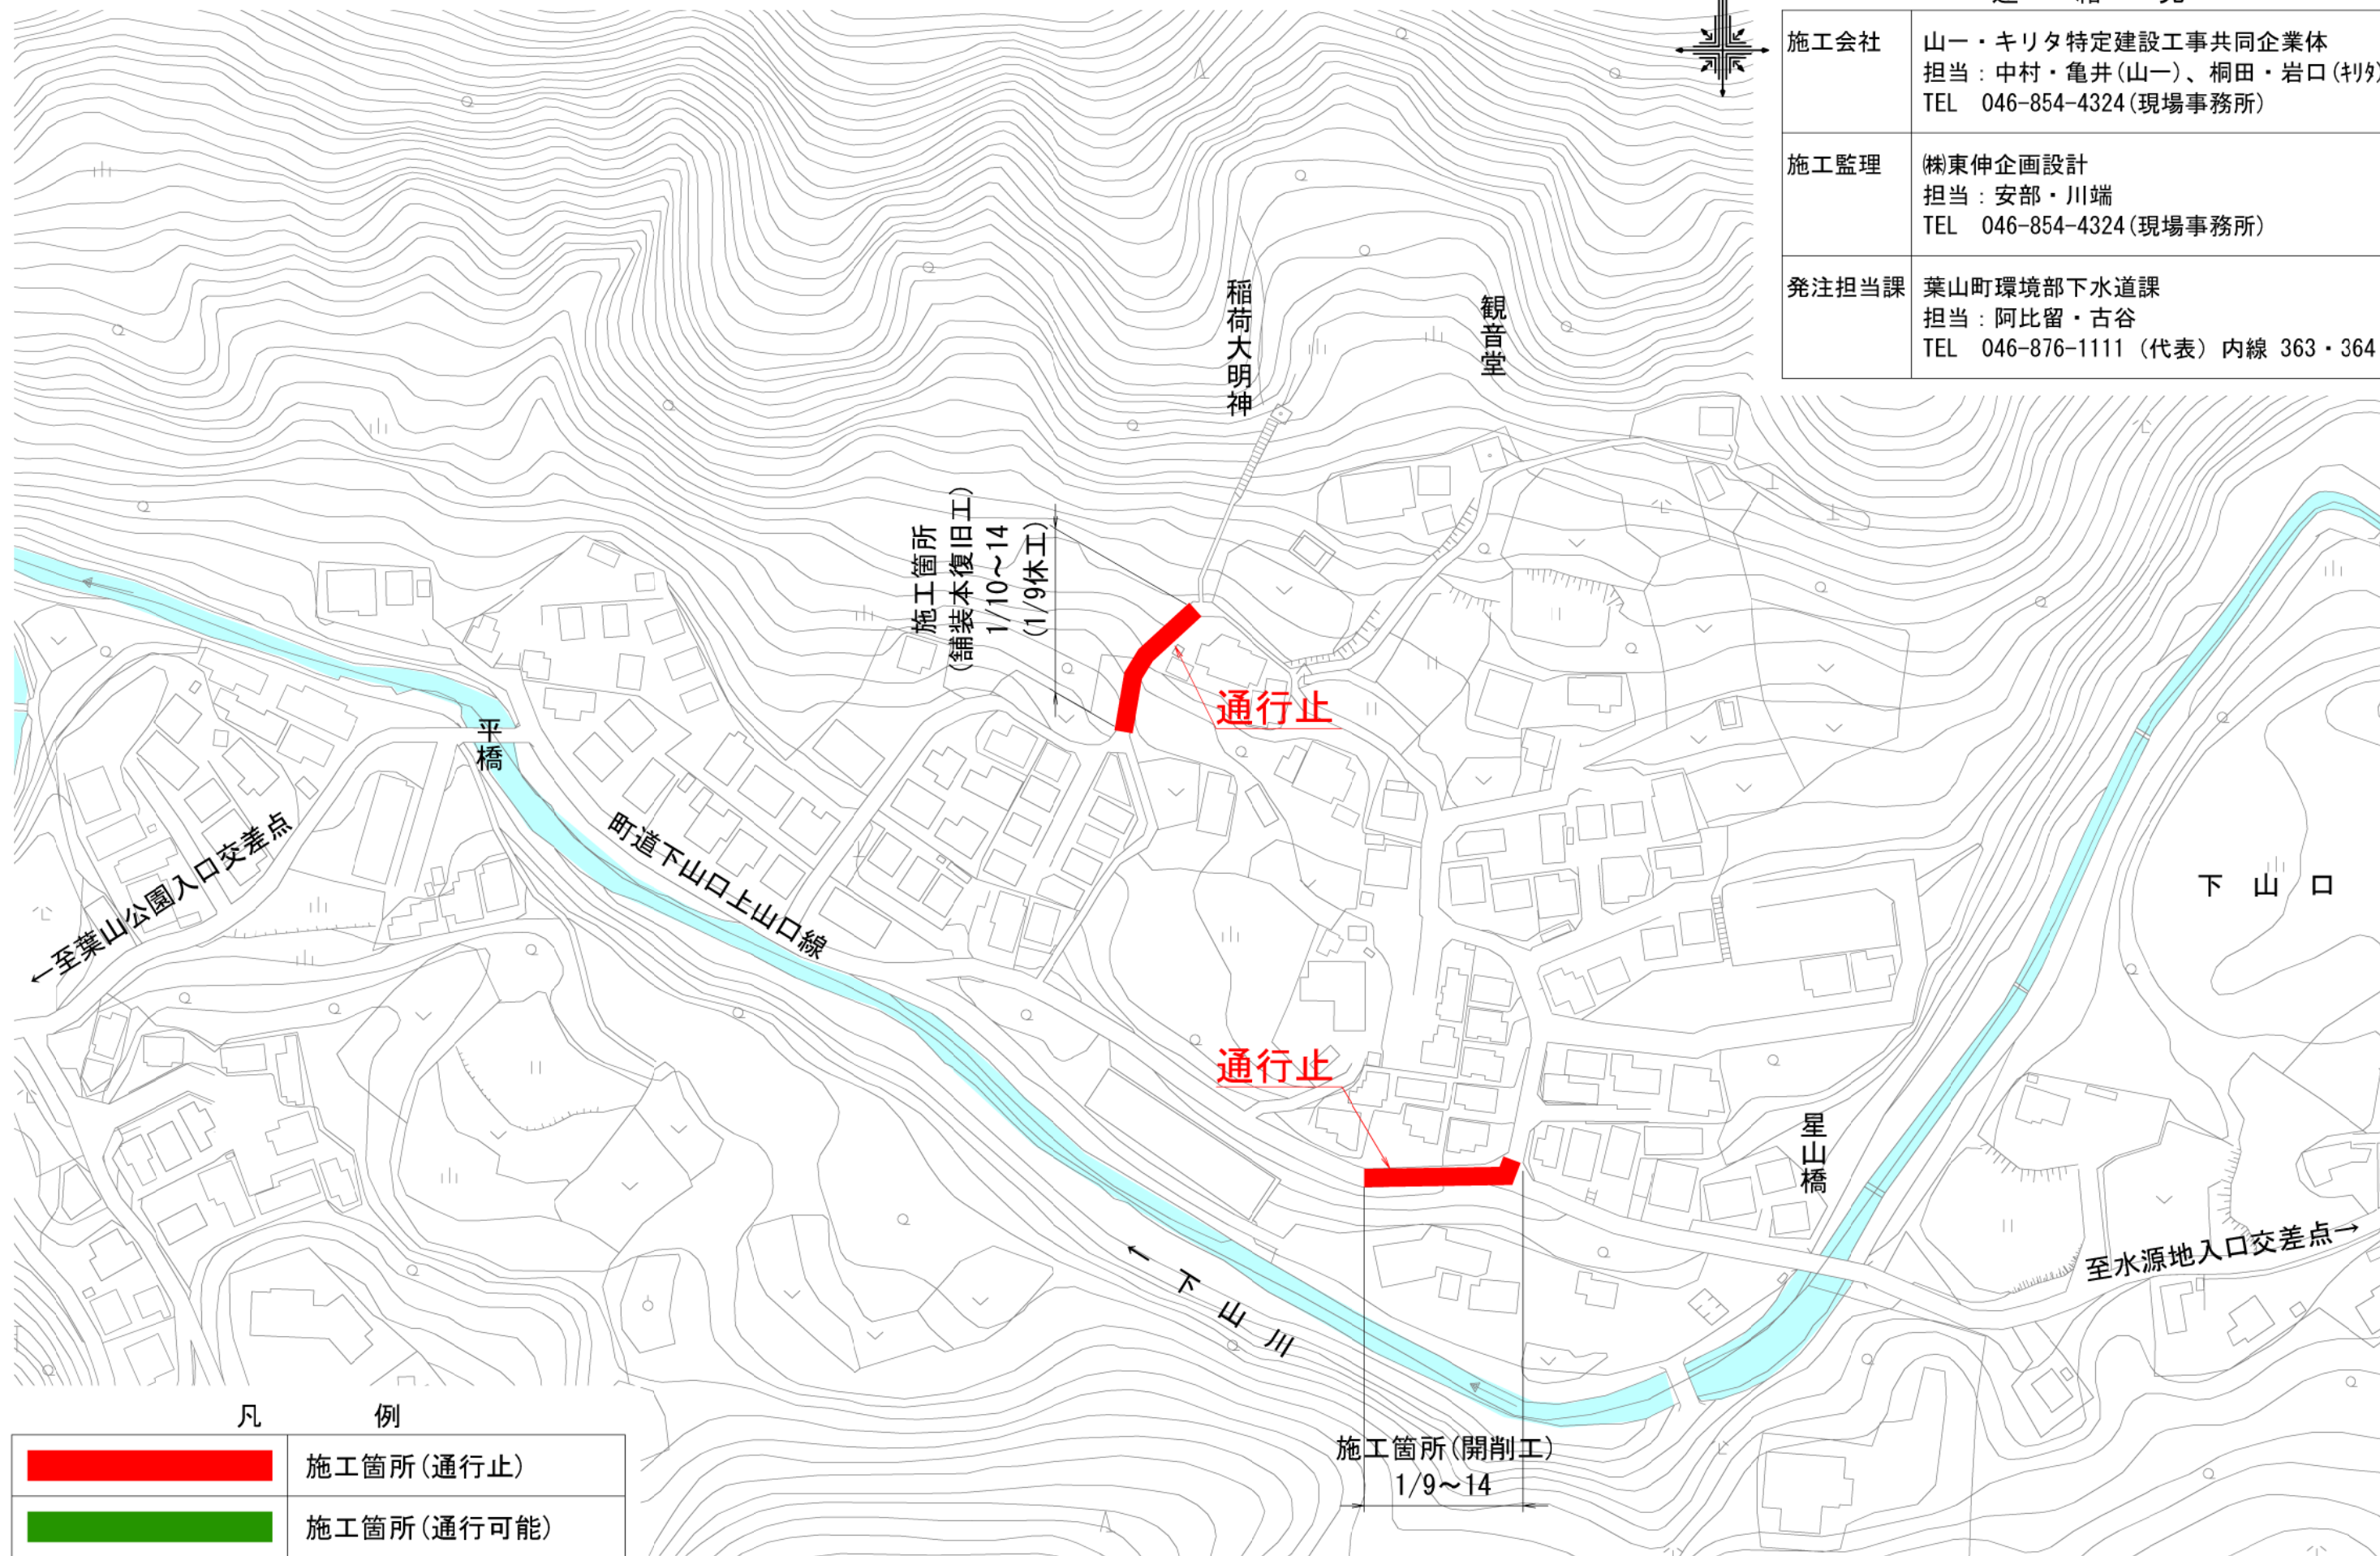 施工会社
山一・キリタ特定建設工事共同企業体
担当：中村・亀井(山一)、桐田・岩口(ｷﾘﾀ)
TEL　046-854-4324(現場事務所)
施工監理
㈱東伸企画設計
担当：安部・川端
TEL　046-854-4324(現場事務所)
発注担当課
葉山町環境部下水道課
担当：阿比留・古谷
TEL　046-876-1111（代表）内線 363・364
稲荷大明神
観音堂
施工箇所
(舗装本復旧工)
1/10～14
(1/9休工)
通行止
平橋
町道下山口上山口線
←至葉山公園入口交差点
下　山　口
通行止
星山橋
至水源地入口交差点→
←下山川
施工箇所(開削工)
1/9～14
凡　例
施工箇所(通行止)
施工箇所(通行可能)